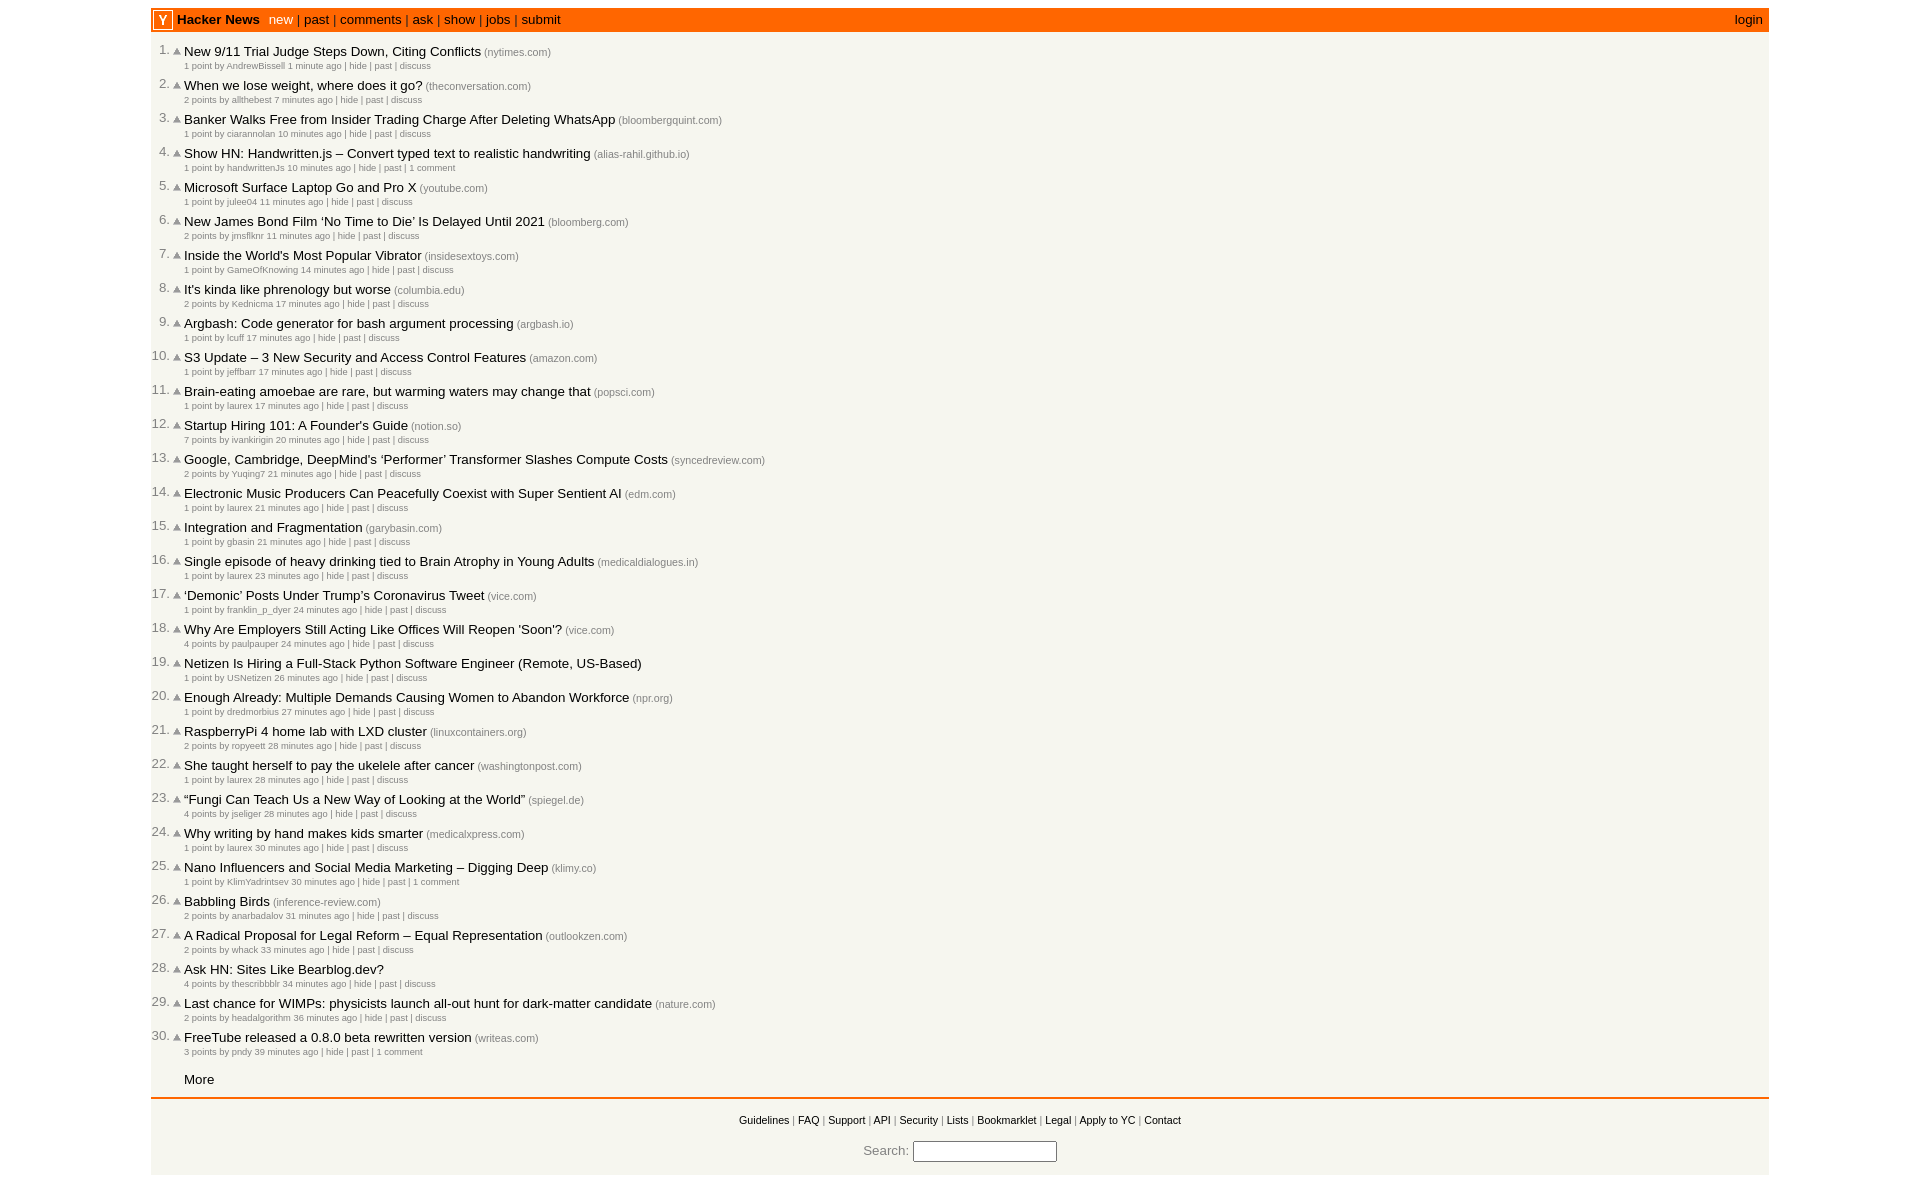 Y Hacker News new | past | comments | ask | show | jobs | submit login
1. New 9/11 Trial Judge Steps Down, Citing Conflicts (nytimes.com)
1 point by AndrewBissell 1 minute ago | hide | past | discuss
2. When we lose weight, where does it go? (theconversation.com)
2 points by allthebest 7 minutes ago | hide | past | discuss
3. Banker Walks Free from Insider Trading Charge After Deleting WhatsApp (bloombergquint.com)
1 point by ciarannolan 10 minutes ago | hide | past | discuss
4. Show HN: Handwritten.js – Convert typed text to realistic handwriting (alias-rahil.github.io)
1 point by handwrittenJs 10 minutes ago | hide | past | 1 comment
5. Microsoft Surface Laptop Go and Pro X (youtube.com)
1 point by julee04 11 minutes ago | hide | past | discuss
6. New James Bond Film ‘No Time to Die’ Is Delayed Until 2021 (bloomberg.com)
2 points by jmsflknr 11 minutes ago | hide | past | discuss
7. Inside the World's Most Popular Vibrator (insidesextoys.com)
1 point by GameOfKnowing 14 minutes ago | hide | past | discuss
8. It's kinda like phrenology but worse (columbia.edu)
2 points by Kednicma 17 minutes ago | hide | past | discuss
9. Argbash: Code generator for bash argument processing (argbash.io)
1 point by lcuff 17 minutes ago | hide | past | discuss
10. S3 Update – 3 New Security and Access Control Features (amazon.com)
1 point by jeffbarr 17 minutes ago | hide | past | discuss
11. Brain-eating amoebae are rare, but warming waters may change that (popsci.com)
1 point by laurex 17 minutes ago | hide | past | discuss
12. Startup Hiring 101: A Founder's Guide (notion.so)
7 points by ivankirigin 20 minutes ago | hide | past | discuss
13. Google, Cambridge, DeepMind's ‘Performer’ Transformer Slashes Compute Costs (syncedreview.com)
2 points by Yuqing7 21 minutes ago | hide | past | discuss
14. Electronic Music Producers Can Peacefully Coexist with Super Sentient AI (edm.com)
1 point by laurex 21 minutes ago | hide | past | discuss
15. Integration and Fragmentation (garybasin.com)
1 point by gbasin 21 minutes ago | hide | past | discuss
16. Single episode of heavy drinking tied to Brain Atrophy in Young Adults (medicaldialogues.in)
1 point by laurex 23 minutes ago | hide | past | discuss
17. ‘Demonic’ Posts Under Trump’s Coronavirus Tweet (vice.com)
1 point by franklin_p_dyer 24 minutes ago | hide | past | discuss
18. Why Are Employers Still Acting Like Offices Will Reopen 'Soon'? (vice.com)
4 points by paulpauper 24 minutes ago | hide | past | discuss
19. Netizen Is Hiring a Full-Stack Python Software Engineer (Remote, US-Based)
1 point by USNetizen 26 minutes ago | hide | past | discuss
20. Enough Already: Multiple Demands Causing Women to Abandon Workforce (npr.org)
1 point by dredmorbius 27 minutes ago | hide | past | discuss
21. RaspberryPi 4 home lab with LXD cluster (linuxcontainers.org)
2 points by ropyeett 28 minutes ago | hide | past | discuss
22. She taught herself to pay the ukelele after cancer (washingtonpost.com)
1 point by laurex 28 minutes ago | hide | past | discuss
23. “Fungi Can Teach Us a New Way of Looking at the World” (spiegel.de)
4 points by jseliger 28 minutes ago | hide | past | discuss
24. Why writing by hand makes kids smarter (medicalxpress.com)
1 point by laurex 30 minutes ago | hide | past | discuss
25. Nano Influencers and Social Media Marketing – Digging Deep (klimy.co)
1 point by KlimYadrintsev 30 minutes ago | hide | past | 1 comment
26. Babbling Birds (inference-review.com)
2 points by anarbadalov 31 minutes ago | hide | past | discuss
27. A Radical Proposal for Legal Reform – Equal Representation (outlookzen.com)
2 points by whack 33 minutes ago | hide | past | discuss
28. Ask HN: Sites Like Bearblog.dev?
4 points by thescribbblr 34 minutes ago | hide | past | discuss
29. Last chance for WIMPs: physicists launch all-out hunt for dark-matter candidate (nature.com)
2 points by headalgorithm 36 minutes ago | hide | past | discuss
30. FreeTube released a 0.8.0 beta rewritten version (writeas.com)
3 points by pndy 39 minutes ago | hide | past | 1 comment
More
Guidelines | FAQ | Support | API | Security | Lists | Bookmarklet | Legal | Apply to YC | Contact
Search: